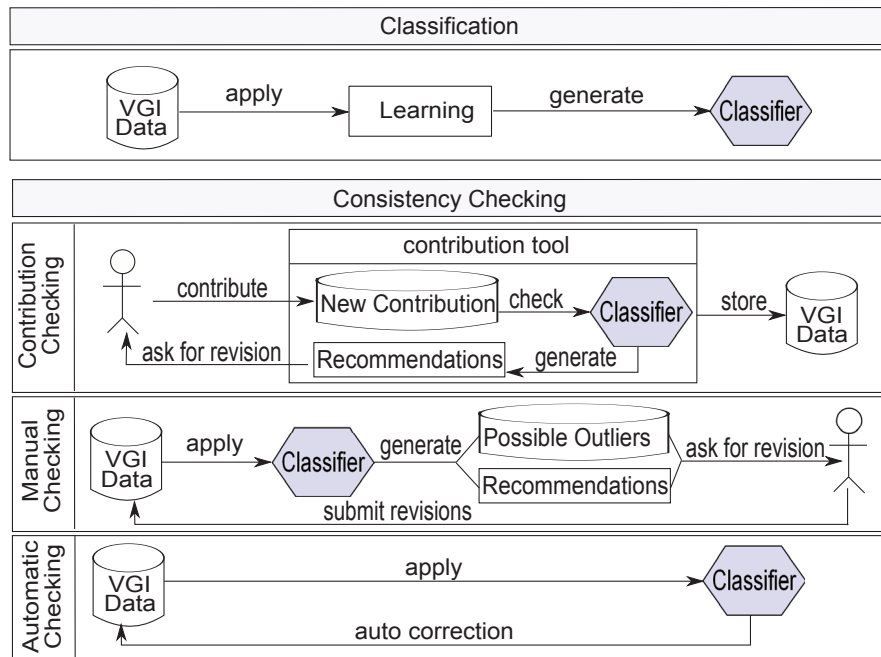 Classification
VGI
Data
apply
Learning
generate
Classifier
Consistency Checking
Contribution
Checking
contribution tool
contribute
New Contribution
check
Classifier
store
VGI
Data
ask for revision
Recommendations
generate
Manual
Checking
VGI
Data
apply
Classifier
generate
Possible Outliers
Recommendations
ask for revision
submit revisions
Automatic
Checking
VGI
Data
apply
Classifier
auto correction